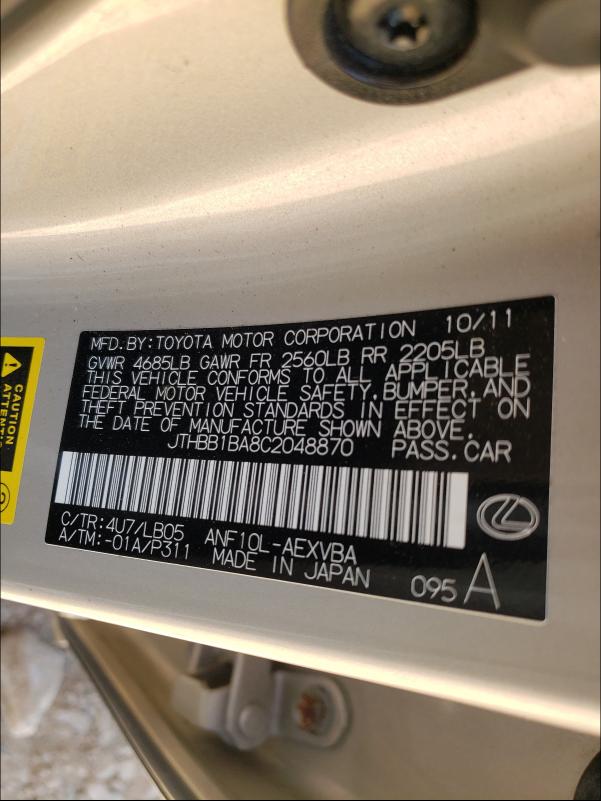 MFD.BY:TOYOTA MOTOR CORPORATION 10/11
GVWR 4685LB GAWR FR 2560LB RR 2205LB
THIS VEHICLE CONFORMS TO ALL APPLICABLE
FEDERAL MOTOR VEHICLE SAFETY,BUMPER,AND
THEFT PREVENTION STANDARDS IN EFFECT ON
THE DATE OF MANUFACTURE SHOWN ABOVE.
JTHBB1BA8C2048870 PASS.CAR
C/TR:4U7/LB05 ANF10L-AEXVBA
A/TM:-01A/P311 MADE IN JAPAN
095 A
CAUTION